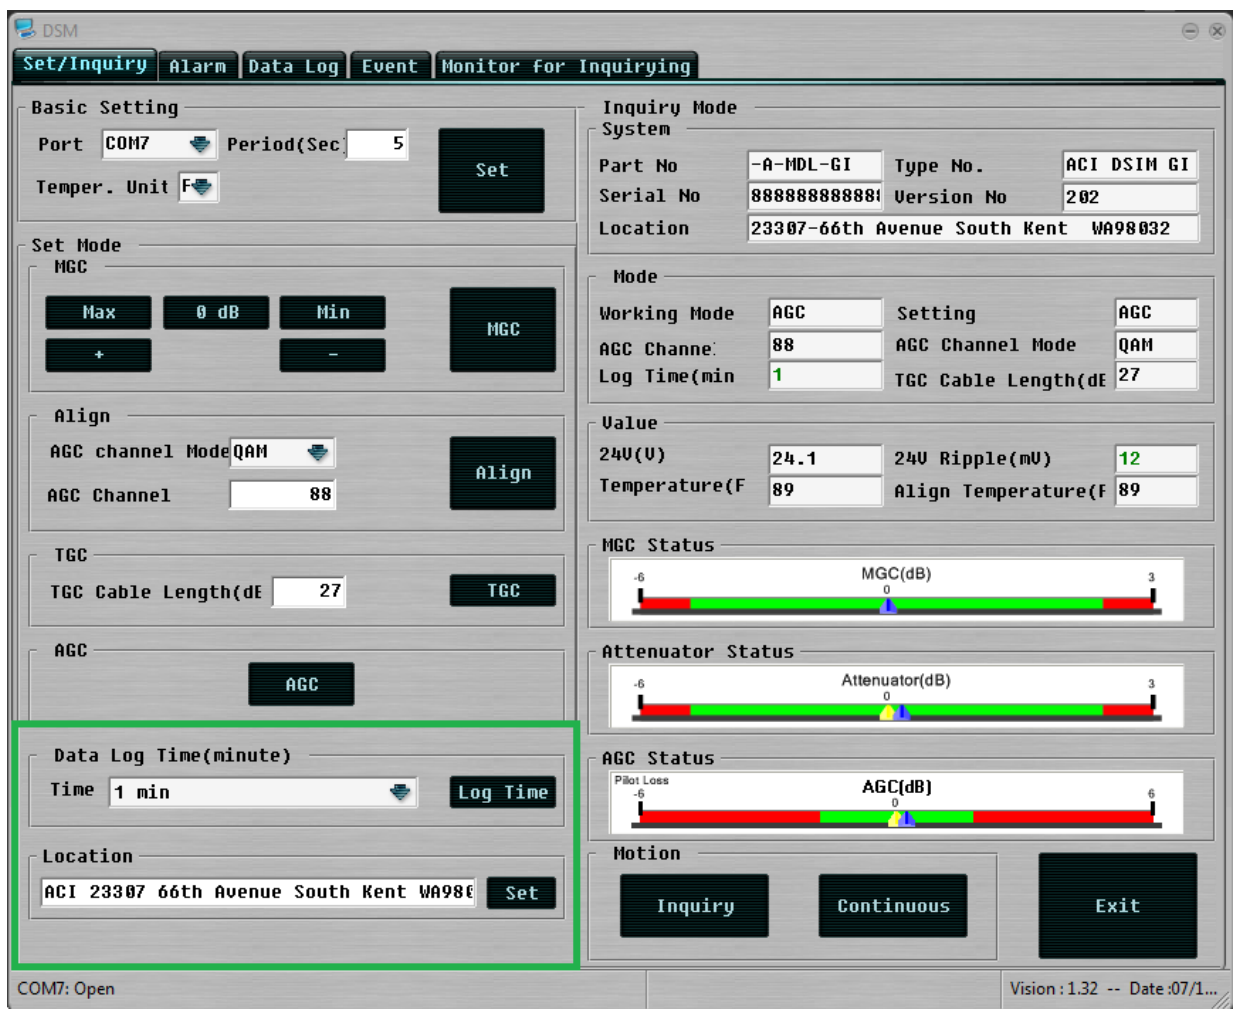 DSM
Set/Inquiry Alarm Data Log Event Monitor for Inquirying
Basic Setting
Port COM7 Period(Sec) 5
Temper. Unit F
Set
Set Mode
MGC
Max 0 dB Min
+ -
MGC
Align
AGC channel Mode QAM
AGC Channel 88
Align
TGC
TGC Cable Length(dE 27 TGC
AGC
AGC
Data Log Time(minute)
Time 1 min Log Time
Location
ACI 23307 66th Avenue South Kent WA980 Set
Inquiry Mode
System
Part No -A-MDL-GI Type No. ACI DSIM GI
Serial No 888888888888 Version No 202
Location 23307-66th Avenue South Kent WA98032
Mode
Working Mode AGC Setting AGC
AGC Channe 88 AGC Channel Mode QAM
Log Time(min 1 TGC Cable Length(dE 27
Value
24V(V) 24.1 24V Ripple(mV) 12
Temperature(F 89 Align Temperature(F 89
MGC Status
MGC(dB)
-6 0 3
Attenuator Status
Attenuator(dB)
-6 0 3
AGC Status
Pilot Loss AGC(dB)
-6 0 6
Motion
Inquiry Continuous Exit
COM7: Open
Vision : 1.32 -- Date :07/1...